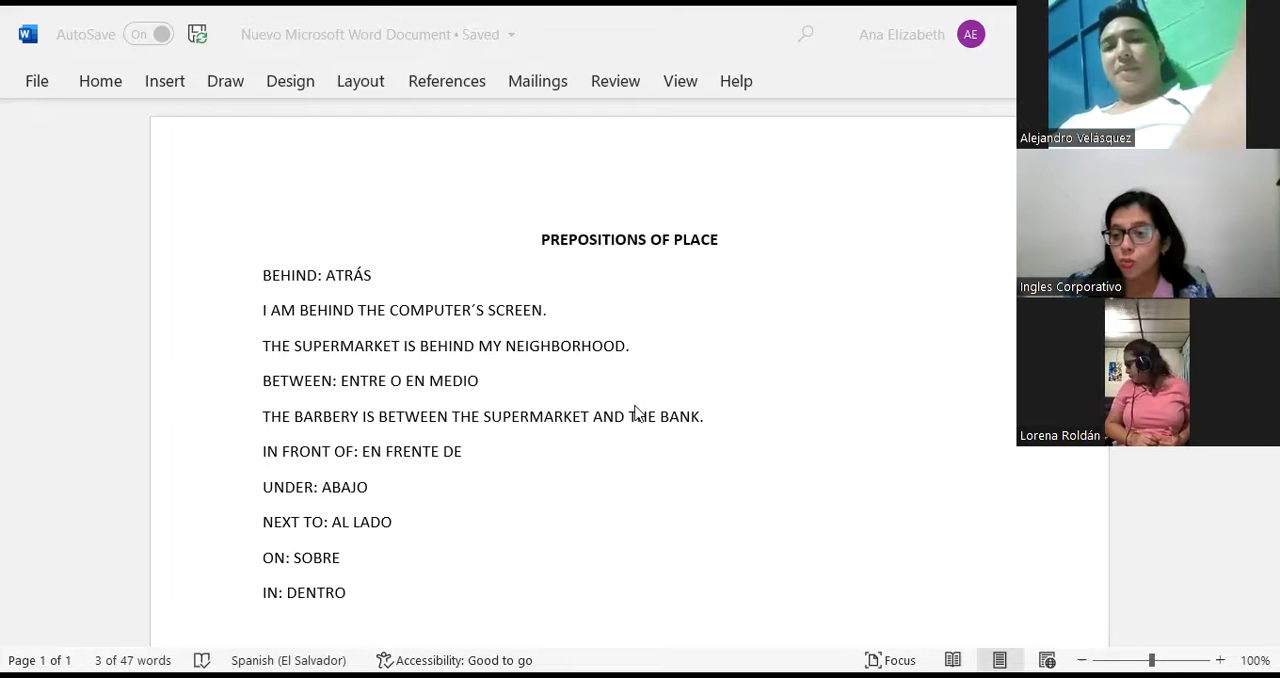 AutoSave On Nuevo Microsoft Word Document • Saved Ana Elizabeth AE
File Home Insert Draw Design Layout References Mailings Review View Help
Alejandro Velásquez
Ingles Corporativo
Lorena Roldán
PREPOSITIONS OF PLACE
BEHIND: ATRÁS
I AM BEHIND THE COMPUTER´S SCREEN.
THE SUPERMARKET IS BEHIND MY NEIGHBORHOOD.
BETWEEN: ENTRE O EN MEDIO
THE BARBERY IS BETWEEN THE SUPERMARKET AND THE BANK.
IN FRONT OF: EN FRENTE DE
UNDER: ABAJO
NEXT TO: AL LADO
ON: SOBRE
IN: DENTRO
Page 1 of 1 3 of 47 words Spanish (El Salvador) Accessibility: Good to go Focus 100%